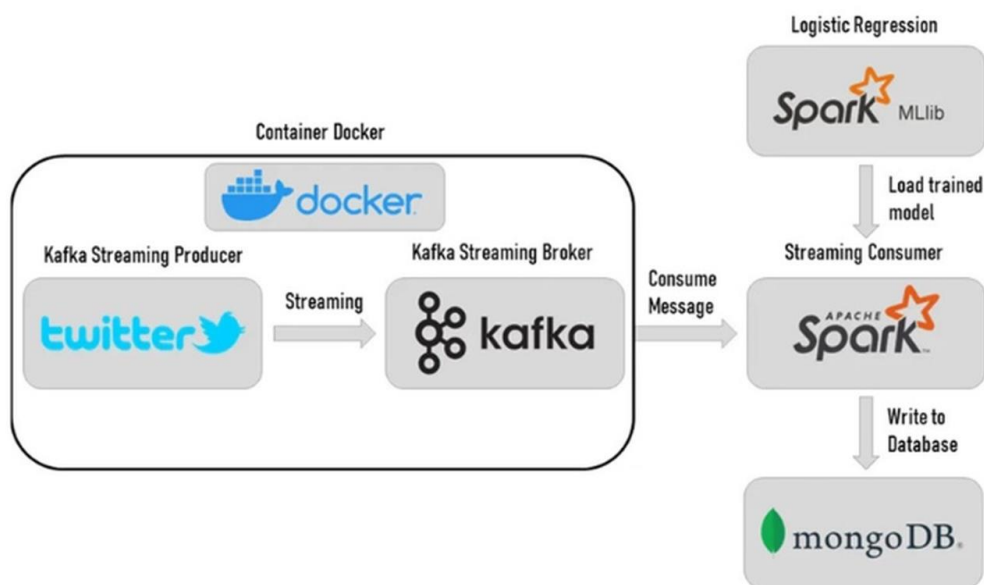 Logistic Regression
Spark MLlib
Container Docker
docker
Load trained
model
Kafka Streaming Producer
Kafka Streaming Broker
Streaming Consumer
twitter
Streaming
kafka
Consume
Message
APACHE
Spark™
Write to
Database
mongoDB®